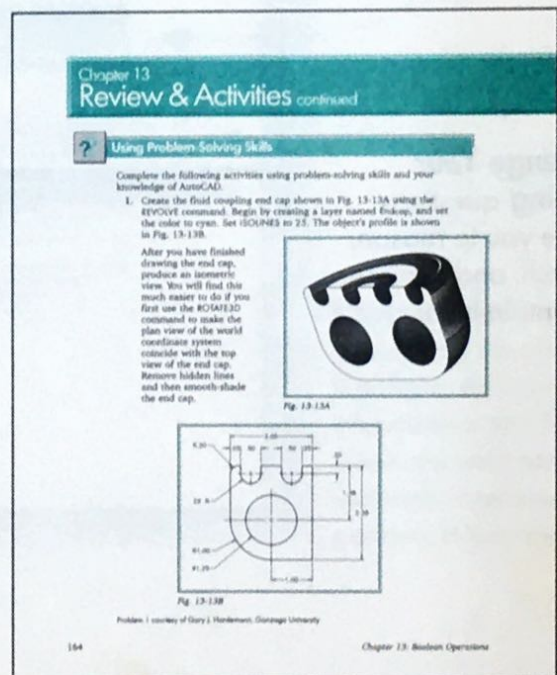 Chapter 13
Review & Activities continued
? Using Problem-Solving Skills
Complete the following activities using problem-solving skills and your
knowledge of AutoCAD.
1. Create the fluid coupling end cap shown in Fig. 13-13A using the
REVOLVE command. Begin by creating a layer named Endcap, and set
the color to cyan. Set ISOLINES to 25. The object's profile is shown
in Fig. 13-13B.
After you have finished
drawing the end cap,
produce an isometric
view. You will find this
much easier to do if you
first use the ROTATE3D
command to make the
plan view of the world
coordinate system
coincide with the top
view of the end cap.
Remove hidden lines
and then smooth-shade
the end cap.
Fig. 13-13A
R.20
R1.00
1.00
Fig. 13-13B
Problem 1 courtesy of Gary J. Hordemann, Gonzaga University
164
Chapter 13: Boolean Operations